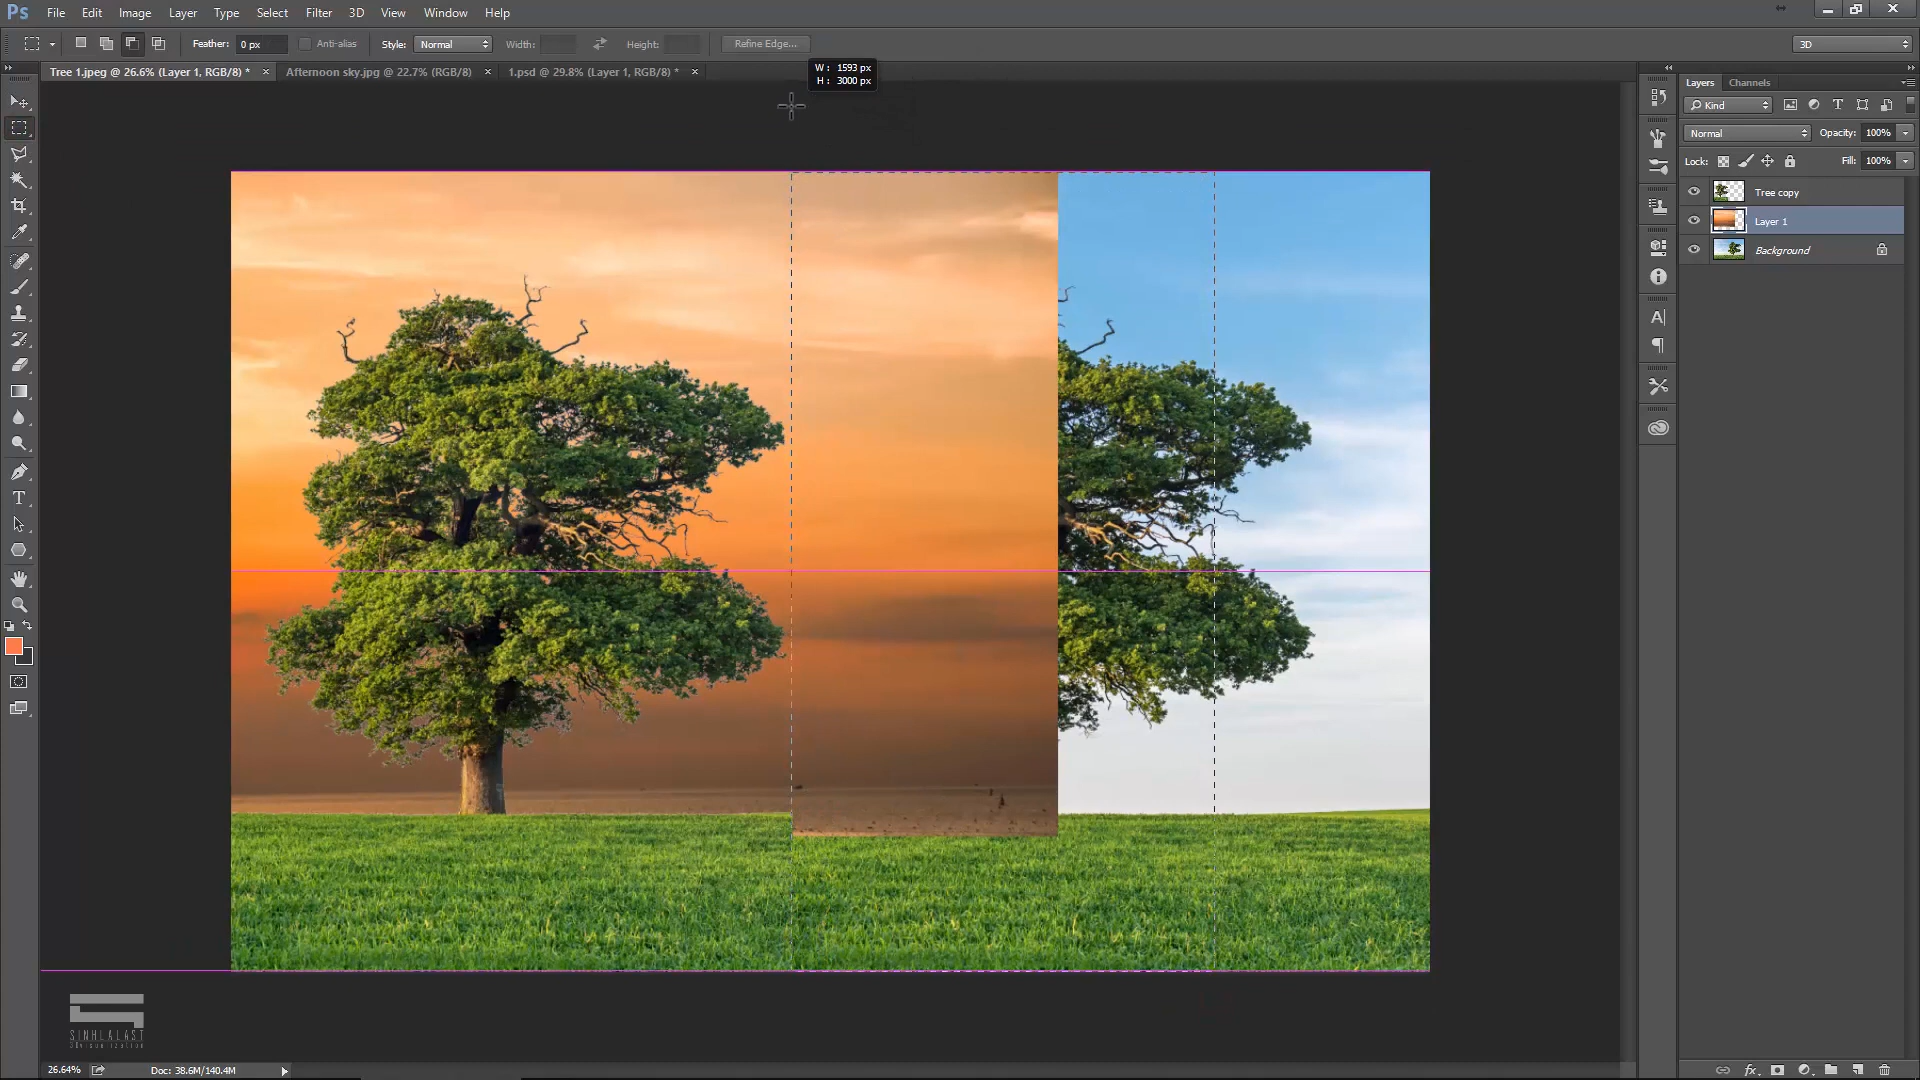 Ps File Edit Image Layer Type Select Filter 3D View Window Help
Feather: 0 px Anti-alias Style: Normal Width: Height: Refine Edge... 3D
Tree 1.jpeg @ 26.6% (Layer 1, RGB/8) * × Afternoon sky.jpg @ 22.7% (RGB/8) × 1.psd @ 29.8% (Layer 1, RGB/8) * ×
W : 1593 px
H : 3000 px
Layers Channels
Kind
Normal Opacity: 100%
Lock: Fill: 100%
Tree copy
Layer 1
Background
SINHLALAST
3Dvisualization
26.64% Doc: 38.6M/140.4M